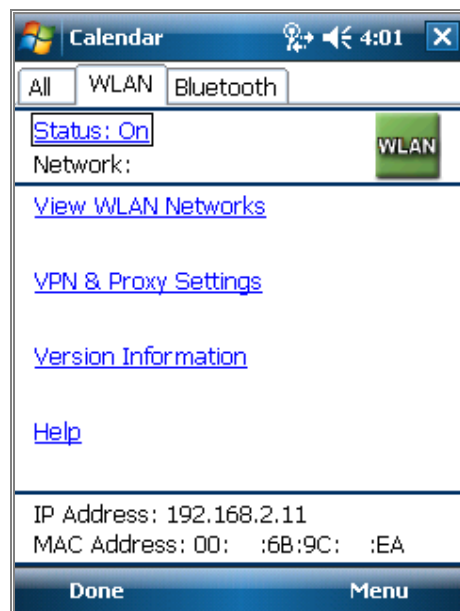 Calendar 4:01
All WLAN Bluetooth
Status: On
WLAN
Network:
View WLAN Networks
VPN & Proxy Settings
Version Information
Help
IP Address: 192.168.2.11
MAC Address: 00: :6B:9C: :EA
Done Menu